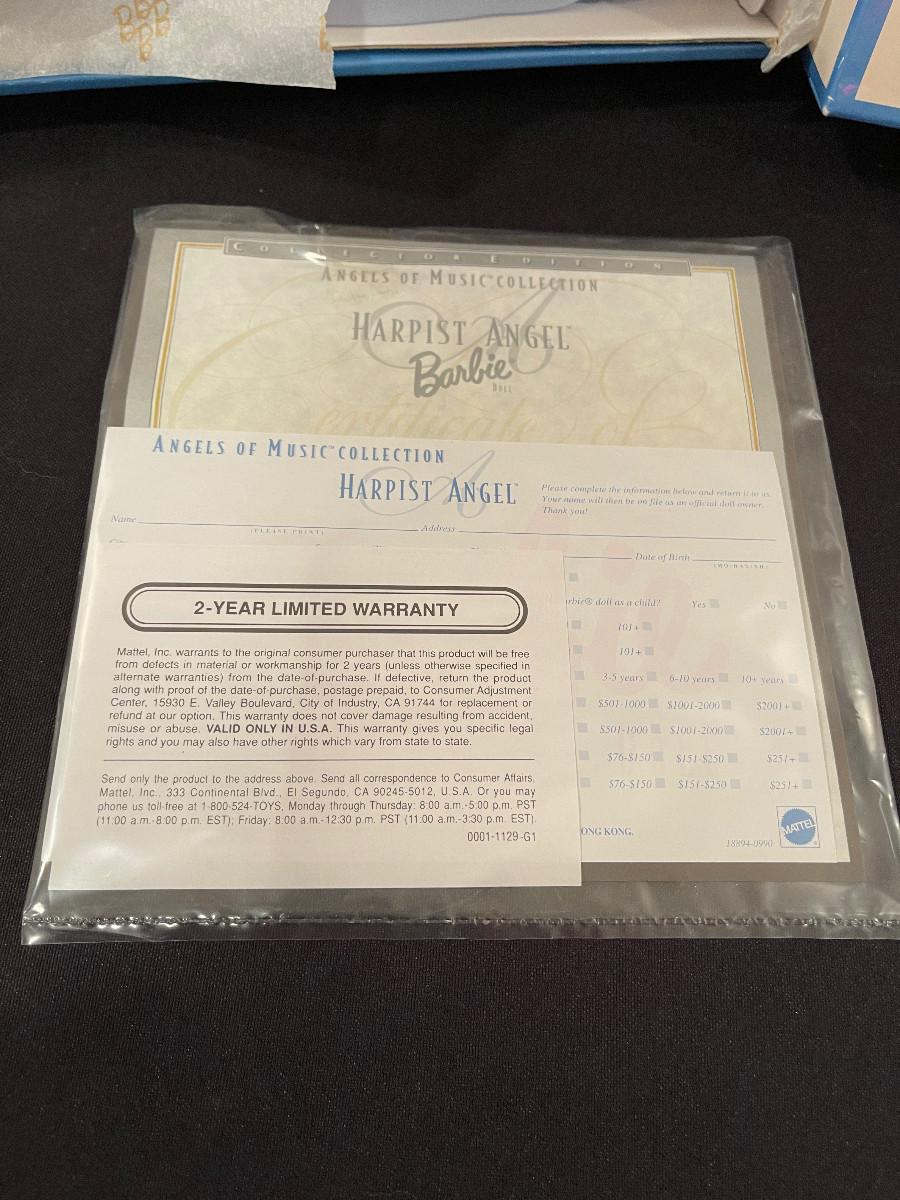 B B B
B B
B
COLLECTOR EDITION
ANGELS OF MUSIC™ COLLECTION
HARPIST ANGEL™
Barbie®
DOLL
Certificate of
ANGELS OF MUSIC™ COLLECTION
HARPIST ANGEL™
Please complete the information below and return it to us.
Your name will then be on file as an official doll owner.
Thank you!
Name
Address
(PLEASE PRINT)
Date of Birth
rbie® doll as a child? Yes No
101+
101+
3-5 years 6-10 years 10+ years
$501-1000 $1001-2000 $2001+
$501-1000 $1001-2000 $2001+
$76-$150 $151-$250 $251+
$76-$150 $151-$250 $251+
ONG KONG.
18894-0990
MATTEL
2-YEAR LIMITED WARRANTY
Mattel, Inc. warrants to the original consumer purchaser that this product will be free
from defects in material or workmanship for 2 years (unless otherwise specified in
alternate warranties) from the date-of-purchase. If defective, return the product
along with proof of the date-of-purchase, postage prepaid, to Consumer Adjustment
Center, 15930 E. Valley Boulevard, City of Industry, CA 91744 for replacement or
refund at our option. This warranty does not cover damage resulting from accident,
misuse or abuse. VALID ONLY IN U.S.A. This warranty gives you specific legal
rights and you may also have other rights which vary from state to state.
Send only the product to the address above. Send all correspondence to Consumer Affairs,
Mattel, Inc., 333 Continental Blvd., El Segundo, CA 90245-5012, U.S.A. Or you may
phone us toll-free at 1-800-524-TOYS, Monday through Thursday: 8:00 a.m.-5:00 p.m. PST
(11:00 a.m.-8:00 p.m. EST); Friday: 8:00 a.m.-12:30 p.m. PST (11:00 a.m.-3:30 p.m. EST).
0001-1129-G1